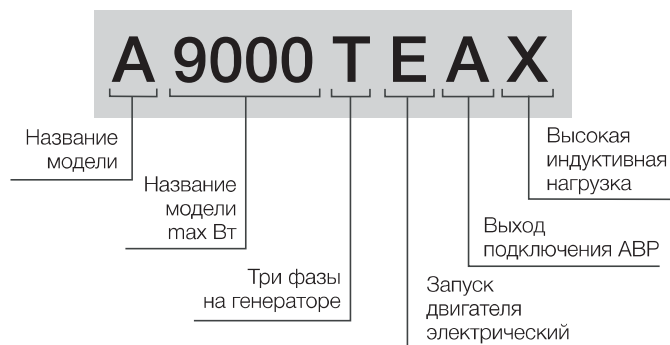 A 9000 T E A X
Название
модели
Название
модели
max Вт
Три фазы
на генераторе
Запуск
двигателя
электрический
Выход
подключения АВР
Высокая
индуктивная
нагрузка